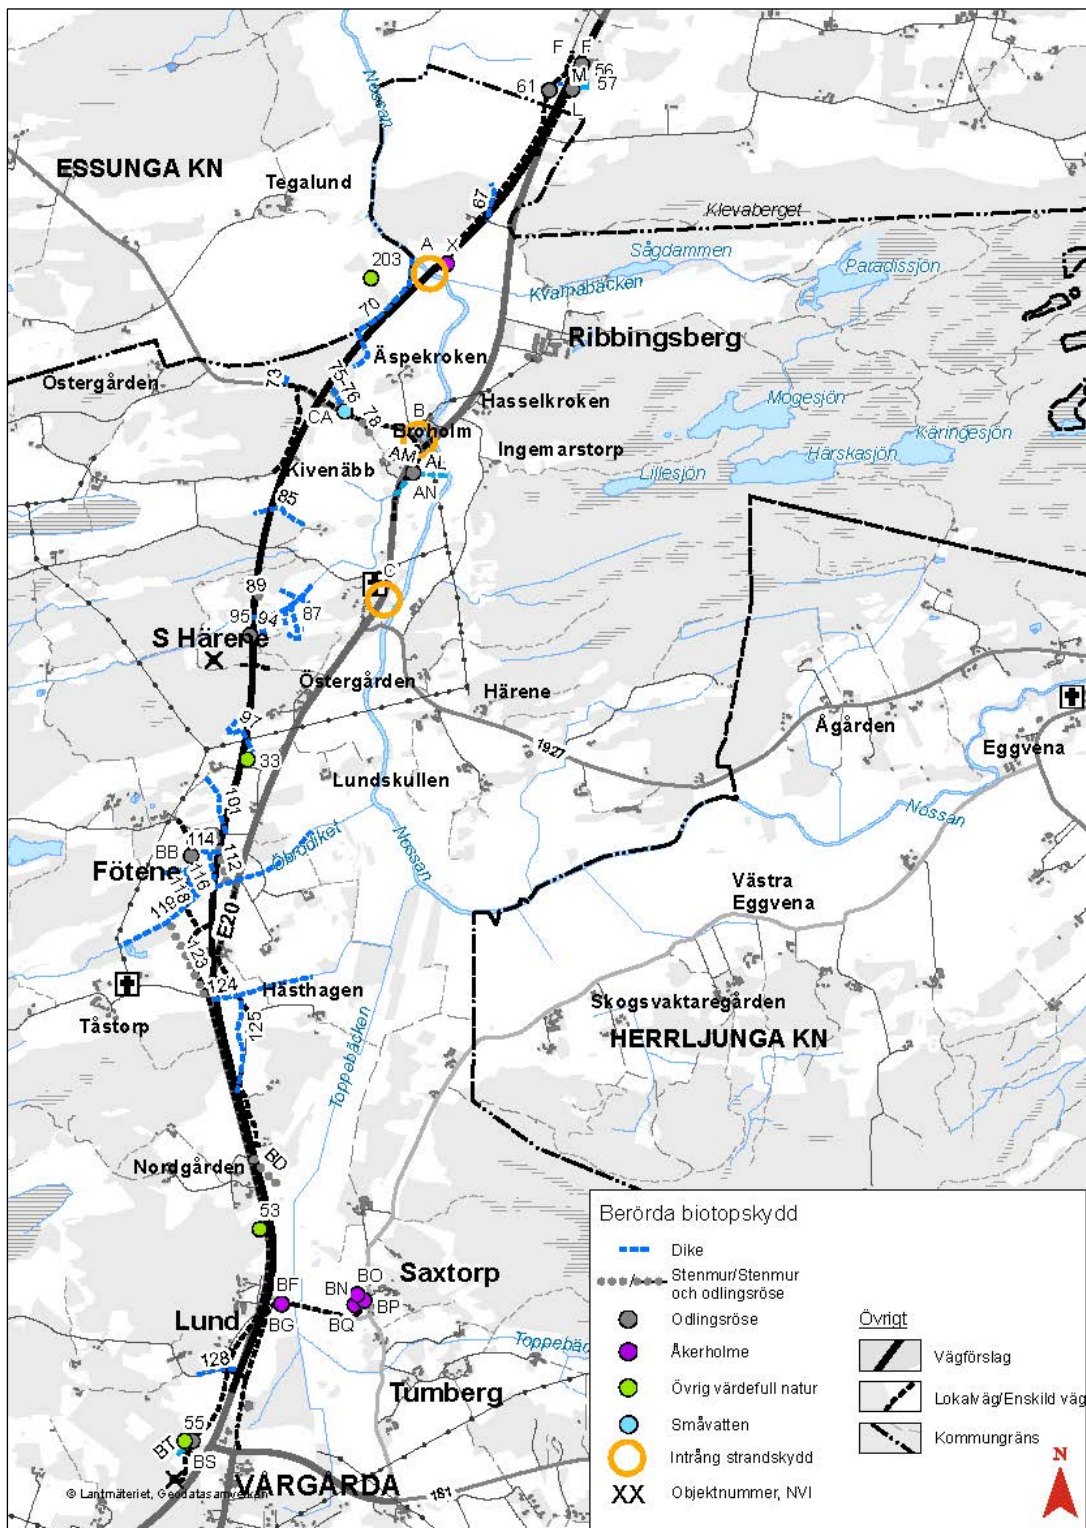 F F
M 56
61 57
L
Nossan
ESSUNGA KN
Tegalund
67
Klevaberget
A X
203
Sågdammen
Paradissjön
Kvarnabäcken
70
Ribbingsberg
Äspekroken
Östergården
73
75-76
CA
78
B
Hasselkroken
Mogesjön
Broholm
Käringesjön
AM
AL
Ingemarstorp
Härskasjön
Kivenäbb
Lillesjön
AN
85
C
89
95 94 87
S Härene
Östergården
Härene
Ågården
97
1927
Eggvena
33
Lundskullen
101
Nossan
114
Öbrodiket
Nossan
BB
112
Fötene
116
118
Västra
Eggvena
119
E20
123
124
Hästhagen
Skogsvaktaregården
Tåstorp
125
Toppebäcken
HERRLJUNGA KN
BD
Nordgården
53
BF BN BO Saxtorp
BP
Lund BG BQ
Toppebäc
128
Tumberg
55
BT
BS
VÅRGÅRDA
181
© Lantmäteriet, Geodatasamverkan
Berörda biotopskydd
Dike
Stenmur/Stenmur
och odlingsröse
Odlingsröse
Åkerholme
Övrig värdefull natur
Småvatten
Intrång strandskydd
XX Objektnummer, NVI
Övrigt
Vägförslag
Lokalväg/Enskild väg
Kommungräns
N